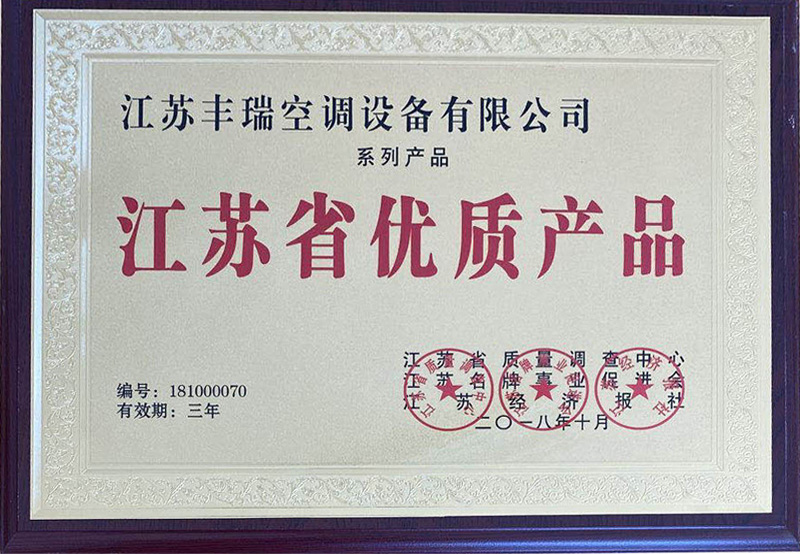 江苏丰瑞空调设备有限公司
系列产品
江苏省优质产品
编号：181000070
有效期：三年
江苏省质量调查中心
江苏名牌事业促进会
江苏经济报社
二〇一八年十月